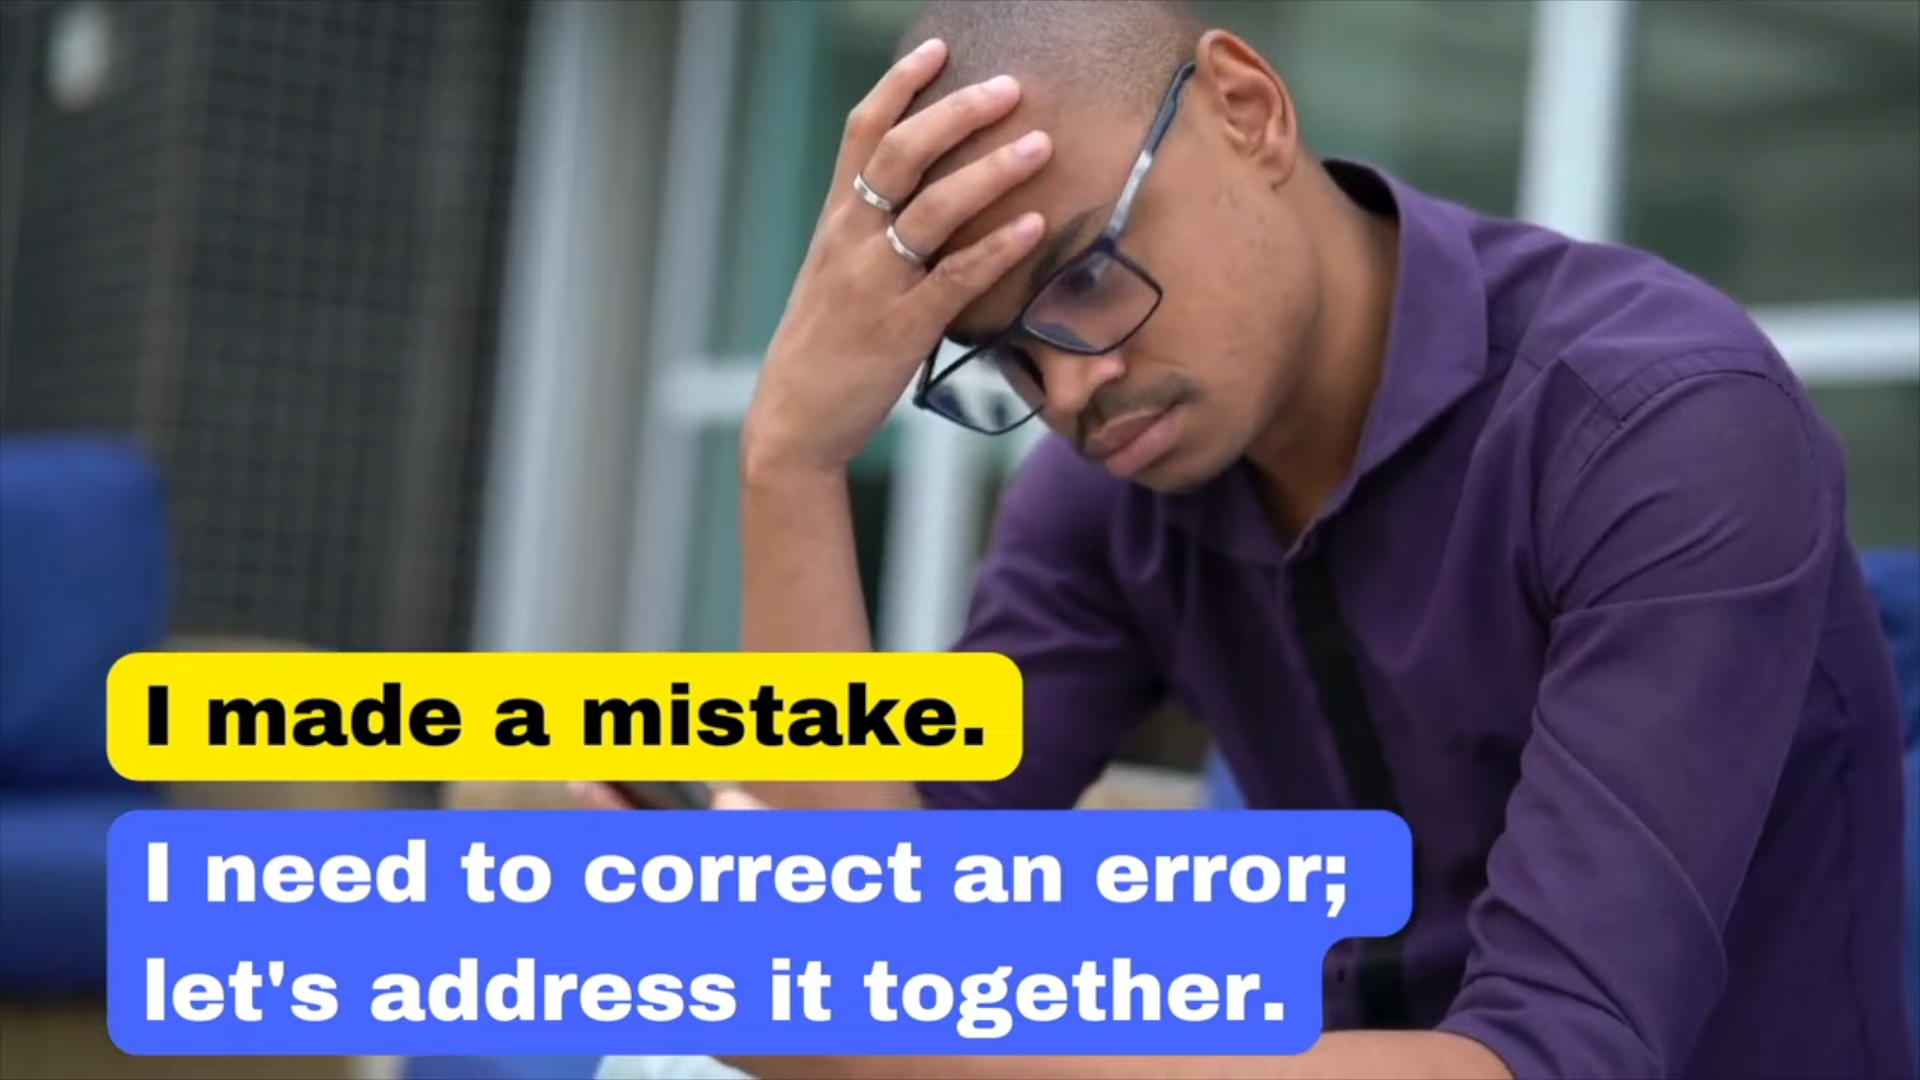 I made a mistake.
I need to correct an error;
let's address it together.